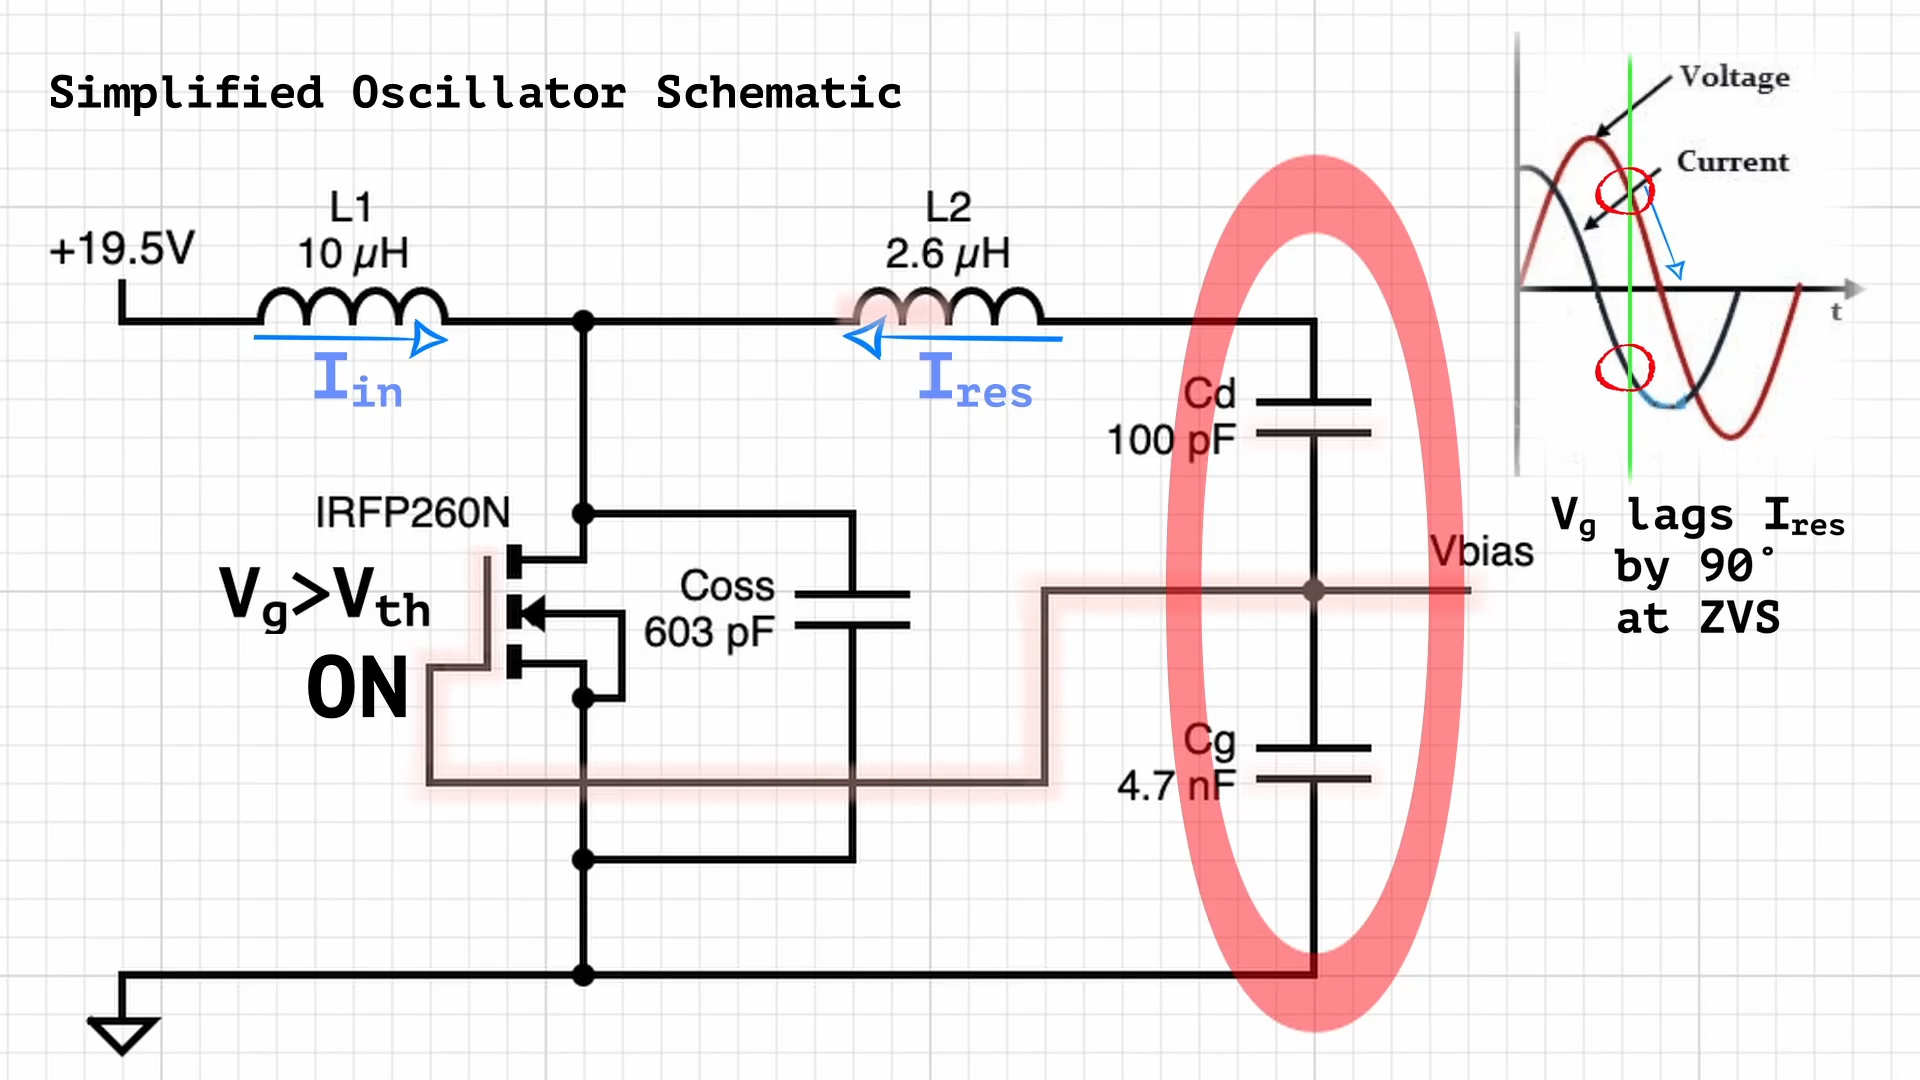 Simplified Oscillator Schematic
Voltage
Current
t
+19.5V
L1
10 µH
L2
2.6 µH
Iin
Ires
Cd
100 pF
IRFP260N
Vg>Vth
ON
Coss
603 pF
Vbias
Vg lags Ires
by 90°
at ZVS
Cg
4.7 nF